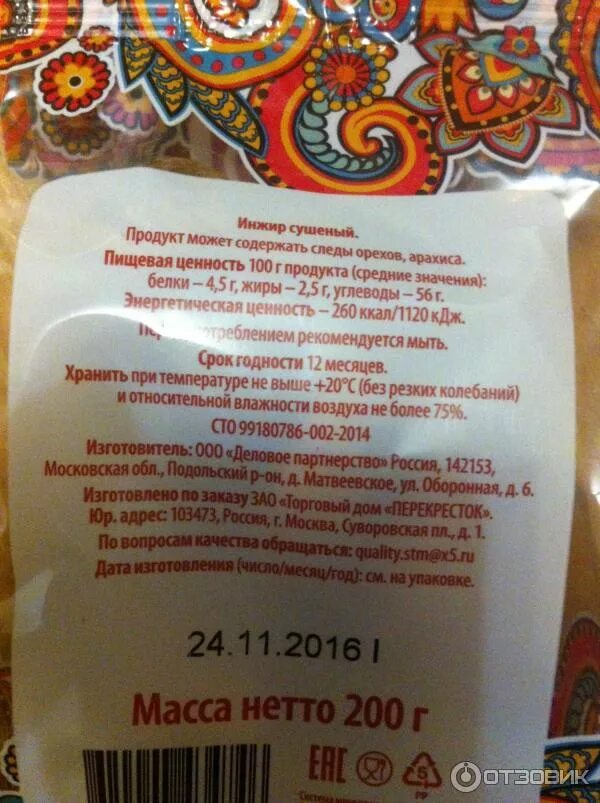 Инжир сушеный.
Продукт может содержать следы орехов, арахиса.
Пищевая ценность 100 г продукта (средние значения):
белки – 4,5 г, жиры – 2,5 г, углеводы – 56 г.
Энергетическая ценность – 260 ккал/1120 кДж.
рекомендуется мыть.
Срок годности 12 месяцев.
Хранить при температуре не выше +20°С (без резких колебаний)
и относительной влажности воздуха не более 75%.
СТО 99180786-002-2014
Изготовитель: ООО «Деловое партнерство» Россия, 142153,
Московская обл., Подольский р-он, д. Матвеевское, ул. Оборонная, д. 6.
Изготовлено по заказу ЗАО «Торговый дом «ПЕРЕКРЕСТОК».
Юр. адрес: 103473, Россия, г. Москва, Суворовская пл., д. 1.
По вопросам качества обращаться: quality.stm@x5.ru
Дата изготовления (число/месяц/год): см. на упаковке.
24.11.2016 I
Масса нетто 200 г
ЕАС
5
PP
ОТЗОВИК